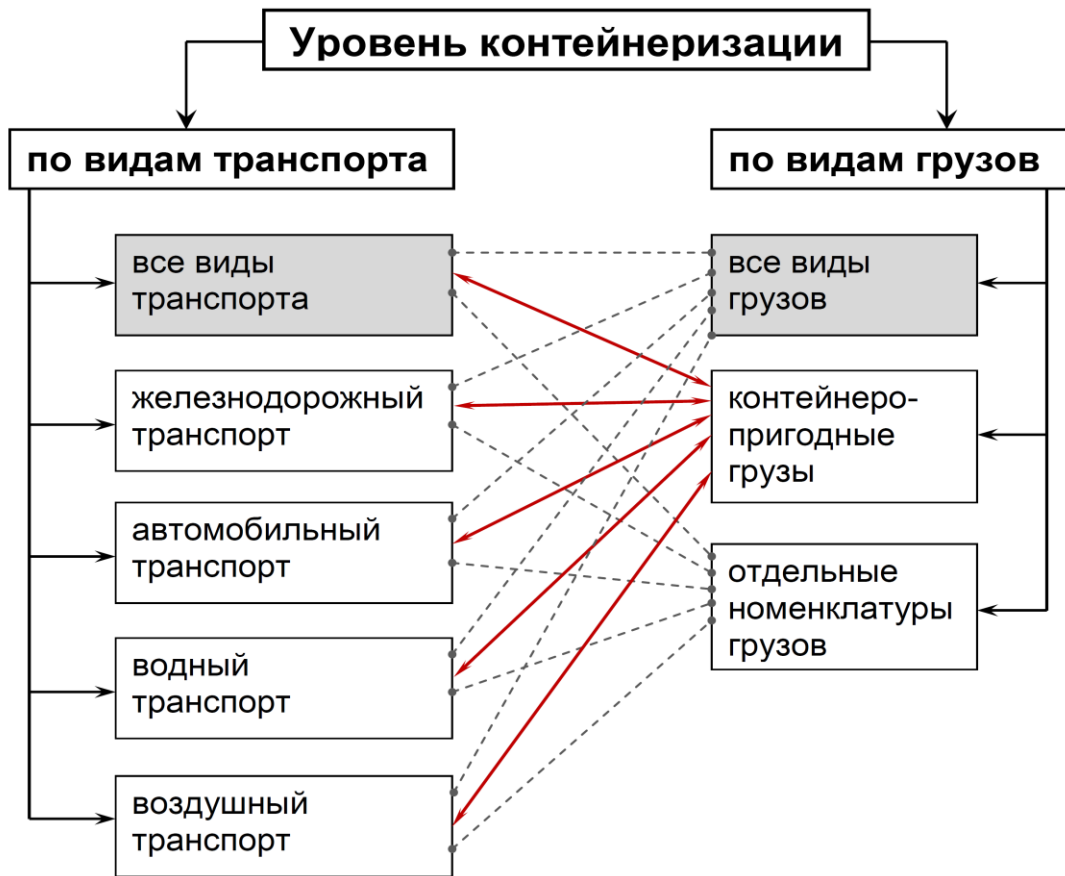 Уровень контейнеризации
по видам транспорта
все виды
транспорта
железнодорожный
транспорт
автомобильный
транспорт
водный
транспорт
воздушный
транспорт
по видам грузов
все виды
грузов
контейнеро-
пригодные
грузы
отдельные
номенклатуры
грузов